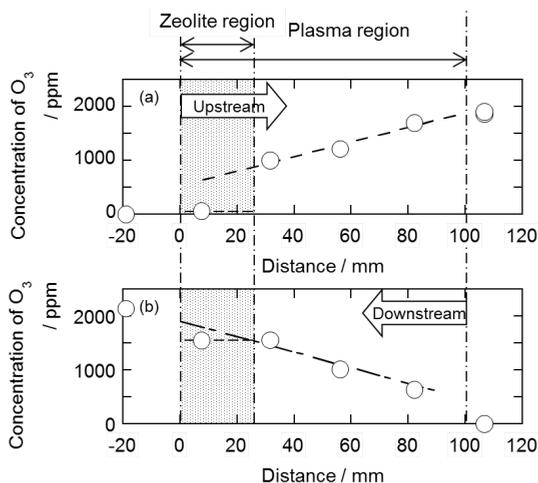 Zeolite region
Plasma region
Concentration of O3
/ ppm
2000
1000
0
(a)
Upstream
-20 0 20 40 60 80 100 120
Distance / mm
Concentration of O3
/ ppm
2000
1000
0
(b)
Downstream
-20 0 20 40 60 80 100 120
Distance / mm